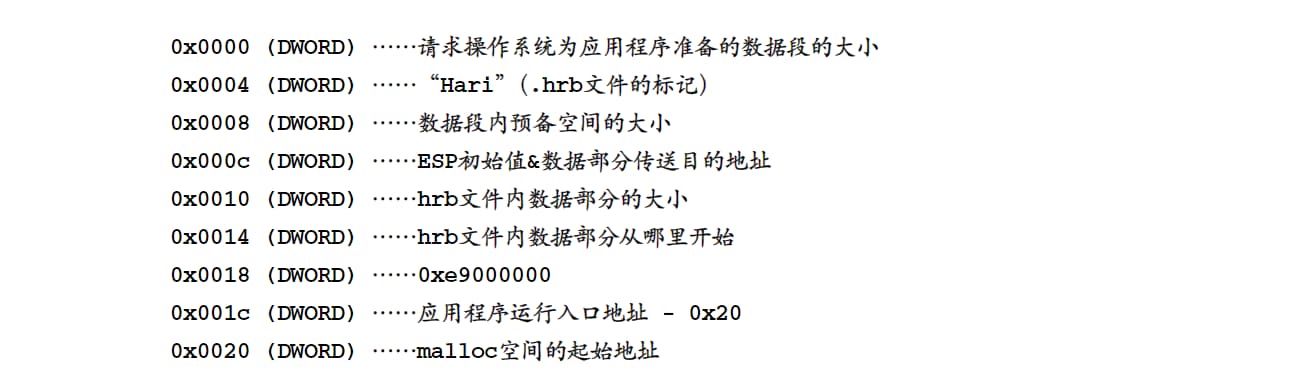 0x0000 (DWORD) ······请求操作系统为应用程序准备的数据段的大小
0x0004 (DWORD) ······“Hari”（.hrb文件的标记）
0x0008 (DWORD) ······数据段内预备空间的大小
0x000c (DWORD) ······ESP初始值&数据部分传送目的地址
0x0010 (DWORD) ······hrb文件内数据部分的大小
0x0014 (DWORD) ······hrb文件内数据部分从哪里开始
0x0018 (DWORD) ······0xe9000000
0x001c (DWORD) ······应用程序运行入口地址 - 0x20
0x0020 (DWORD) ······malloc空间的起始地址